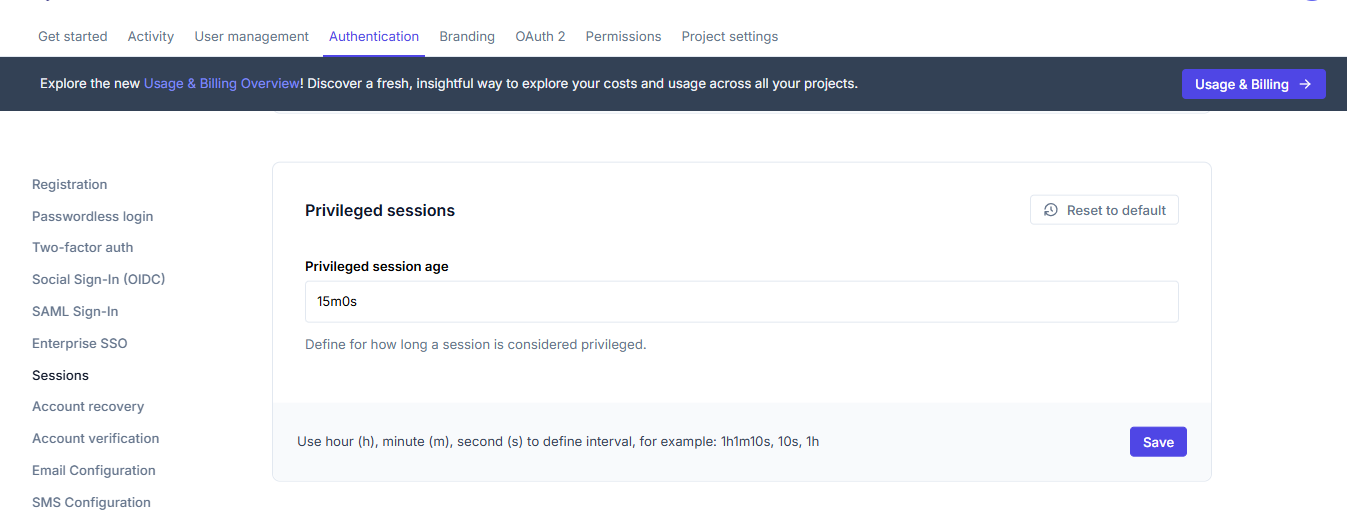 Get started Activity User management Authentication Branding OAuth 2 Permissions Project settings
Explore the new Usage & Billing Overview! Discover a fresh, insightful way to explore your costs and usage across all your projects.
Usage & Billing →
Registration
Passwordless login
Two-factor auth
Social Sign-In (OIDC)
SAML Sign-In
Enterprise SSO
Sessions
Account recovery
Account verification
Email Configuration
SMS Configuration
Privileged sessions
Reset to default
Privileged session age
15m0s
Define for how long a session is considered privileged.
Use hour (h), minute (m), second (s) to define interval, for example: 1h1m10s, 10s, 1h
Save